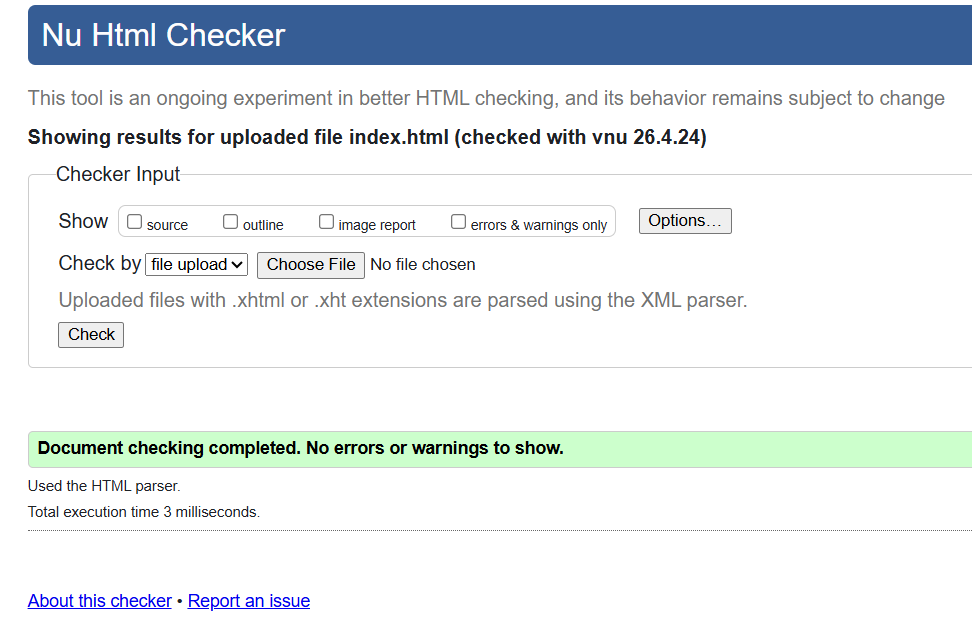 Nu Html Checker
This tool is an ongoing experiment in better HTML checking, and its behavior remains subject to change
Showing results for uploaded file index.html (checked with vnu 26.4.24)
Checker Input
Show source outline image report errors & warnings only Options…
Check by file upload Choose File No file chosen
Uploaded files with .xhtml or .xht extensions are parsed using the XML parser.
Check
Document checking completed. No errors or warnings to show.
Used the HTML parser.
Total execution time 3 milliseconds.
About this checker • Report an issue